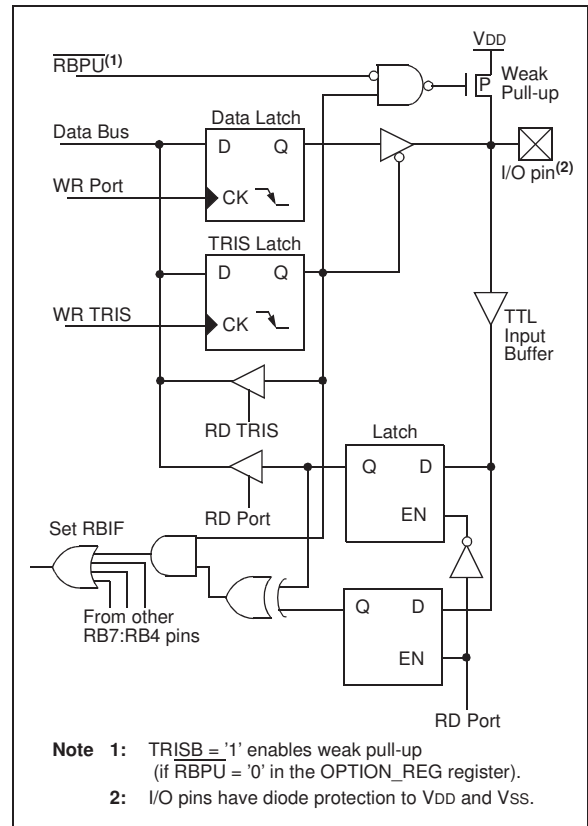 VDD
RBPU(1)
P
Weak
Pull-up
Data Bus
Data Latch
D Q
I/O pin(2)
WR Port
CK
TRIS Latch
D Q
WR TRIS
CK
TTL
Input
Buffer
RD TRIS
Latch
Q D
RD Port
EN
Set RBIF
Q D
From other
RB7:RB4 pins
EN
RD Port
Note 1: TRISB = '1' enables weak pull-up
(if RBPU = '0' in the OPTION_REG register).
2: I/O pins have diode protection to VDD and VSS.